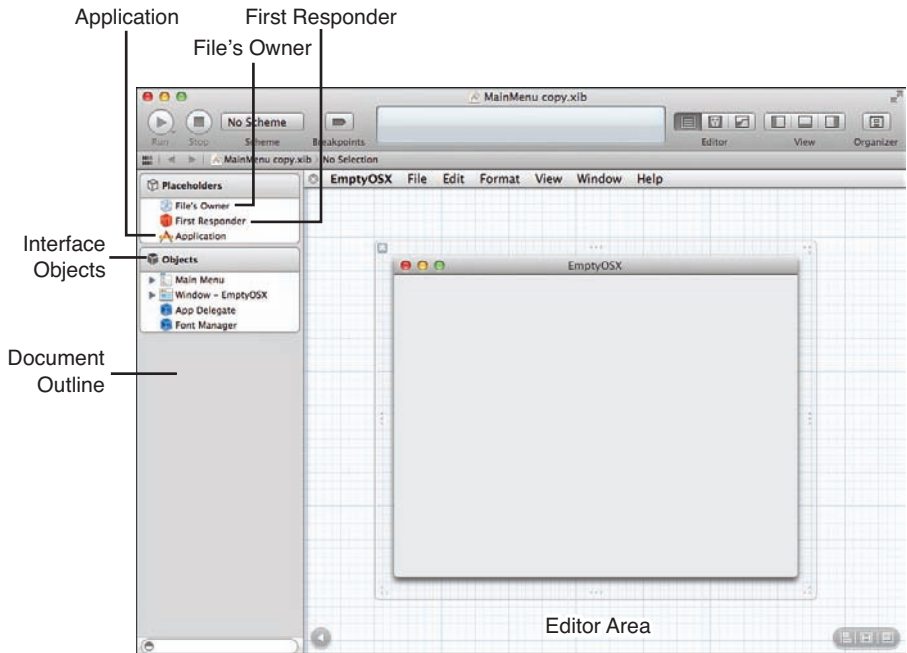 Application
First Responder
File's Owner
MainMenu copy.xib
No Scheme
Run
Stop
Scheme
Breakpoints
Editor
View
Organizer
MainMenu copy.xib
No Selection
Placeholders
File's Owner
First Responder
Application
EmptyOSX File Edit Format View Window Help
Interface
Objects
Objects
Main Menu
Window - EmptyOSX
App Delegate
Font Manager
EmptyOSX
Document
Outline
Editor Area